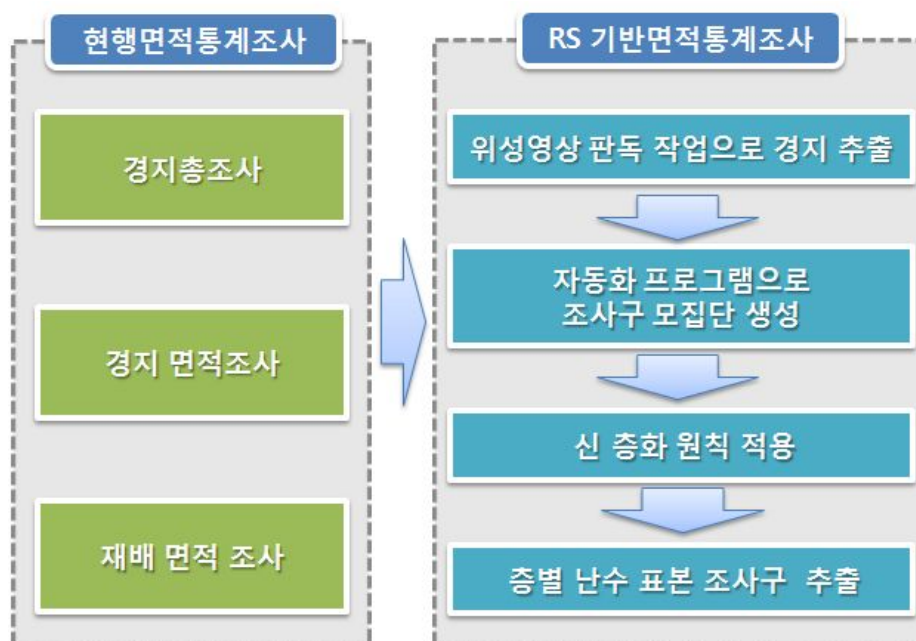 현행면적통계조사
경지총조사
경지 면적조사
재배 면적 조사
RS 기반면적통계조사
위성영상 판독 작업으로 경지 추출
자동화 프로그램으로
조사구 모집단 생성
신 층화 원칙 적용
층별 난수 표본 조사구 추출